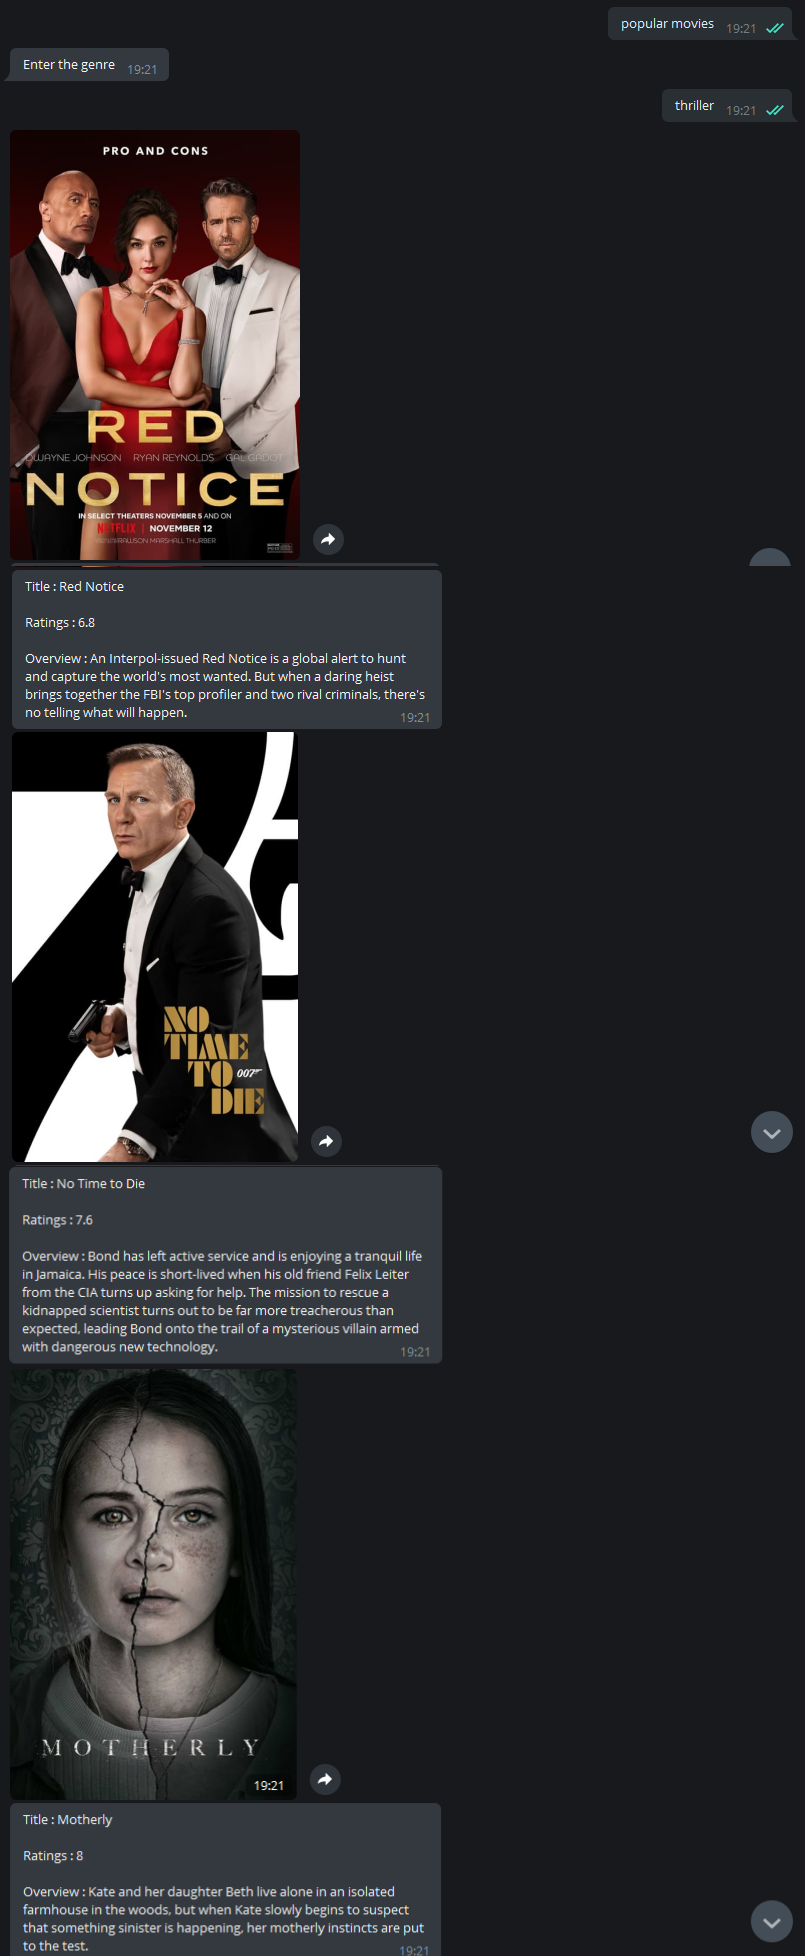 popular movies 19:21
Enter the genre 19:21
thriller 19:21
PRO AND CONS
RED
DWAYNE JOHNSON RYAN REYNOLDS GAL GADOT
NOTICE
IN SELECT THEATERS NOVEMBER 5 AND ON
NETFLIX | NOVEMBER 12
RAWSON MARSHALL THURBER
Title : Red Notice
Ratings : 6.8
Overview : An Interpol-issued Red Notice is a global alert to hunt
and capture the world's most wanted. But when a daring heist
brings together the FBI's top profiler and two rival criminals, there's
no telling what will happen.
19:21
NO
TIME
TO 007
DIE
Title : No Time to Die
Ratings : 7.6
Overview : Bond has left active service and is enjoying a tranquil life
in Jamaica. His peace is short-lived when his old friend Felix Leiter
from the CIA turns up asking for help. The mission to rescue a
kidnapped scientist turns out to be far more treacherous than
expected, leading Bond onto the trail of a mysterious villain armed
with dangerous new technology.
19:21
MOTHERLY
19:21
Title : Motherly
Ratings : 8
Overview : Kate and her daughter Beth live alone in an isolated
farmhouse in the woods, but when Kate slowly begins to suspect
that something sinister is happening, her motherly instincts are put
to the test.
19:21